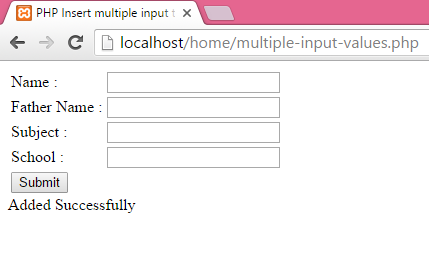 PHP Insert multiple input t
localhost/home/multiple-input-values.php
Name :
Father Name :
Subject :
School :
Submit
Added Successfully